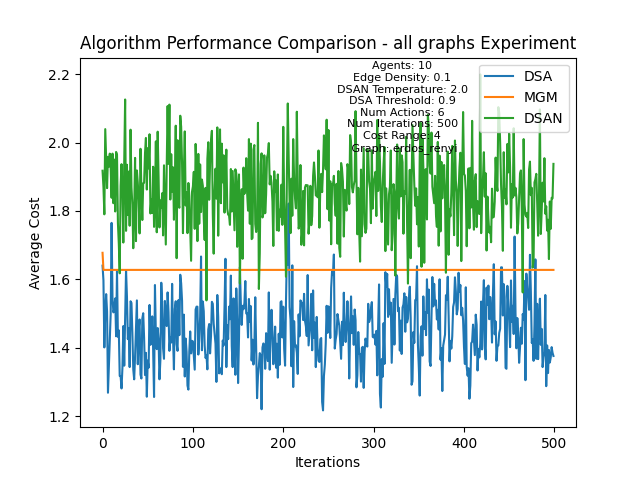 Algorithm Performance Comparison - all graphs Experiment
Agents: 10
Edge Density: 0.1
DSAN Temperature: 2.0
DSA Threshold: 0.9
Num Actions: 6
Num Iterations: 500
Cost Range: 4
Graph: erdos_renyi
DSA
MGM
DSAN
Average Cost
2.2
2.0
1.8
1.6
1.4
1.2
0
100
200
300
400
500
Iterations